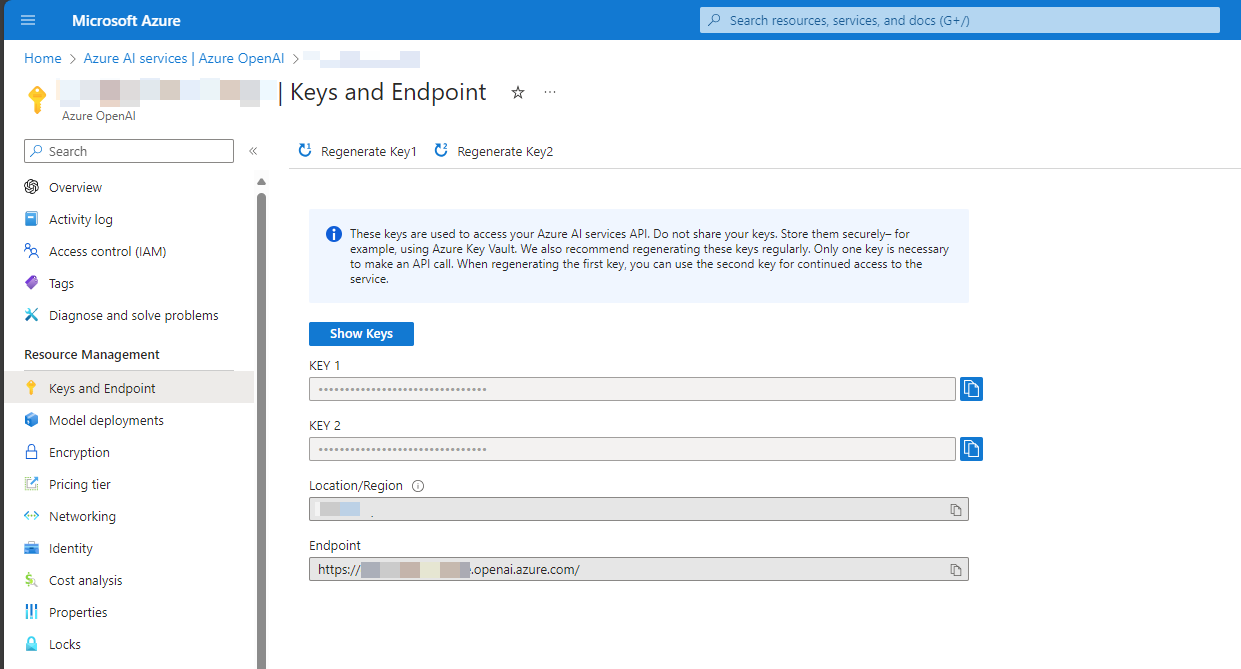 Microsoft Azure
Search resources, services, and docs (G+/)
Home > Azure AI services | Azure OpenAI >
| Keys and Endpoint
Azure OpenAI
Search
Overview
Activity log
Access control (IAM)
Tags
Diagnose and solve problems
Resource Management
Keys and Endpoint
Model deployments
Encryption
Pricing tier
Networking
Identity
Cost analysis
Properties
Locks
Regenerate Key1
Regenerate Key2
These keys are used to access your Azure AI services API. Do not share your keys. Store them securely– for
example, using Azure Key Vault. We also recommend regenerating these keys regularly. Only one key is necessary
to make an API call. When regenerating the first key, you can use the second key for continued access to the
service.
Show Keys
KEY 1
•••••••••••••••••••••••••••••••
KEY 2
•••••••••••••••••••••••••••••••
Location/Region
Endpoint
https://
.openai.azure.com/